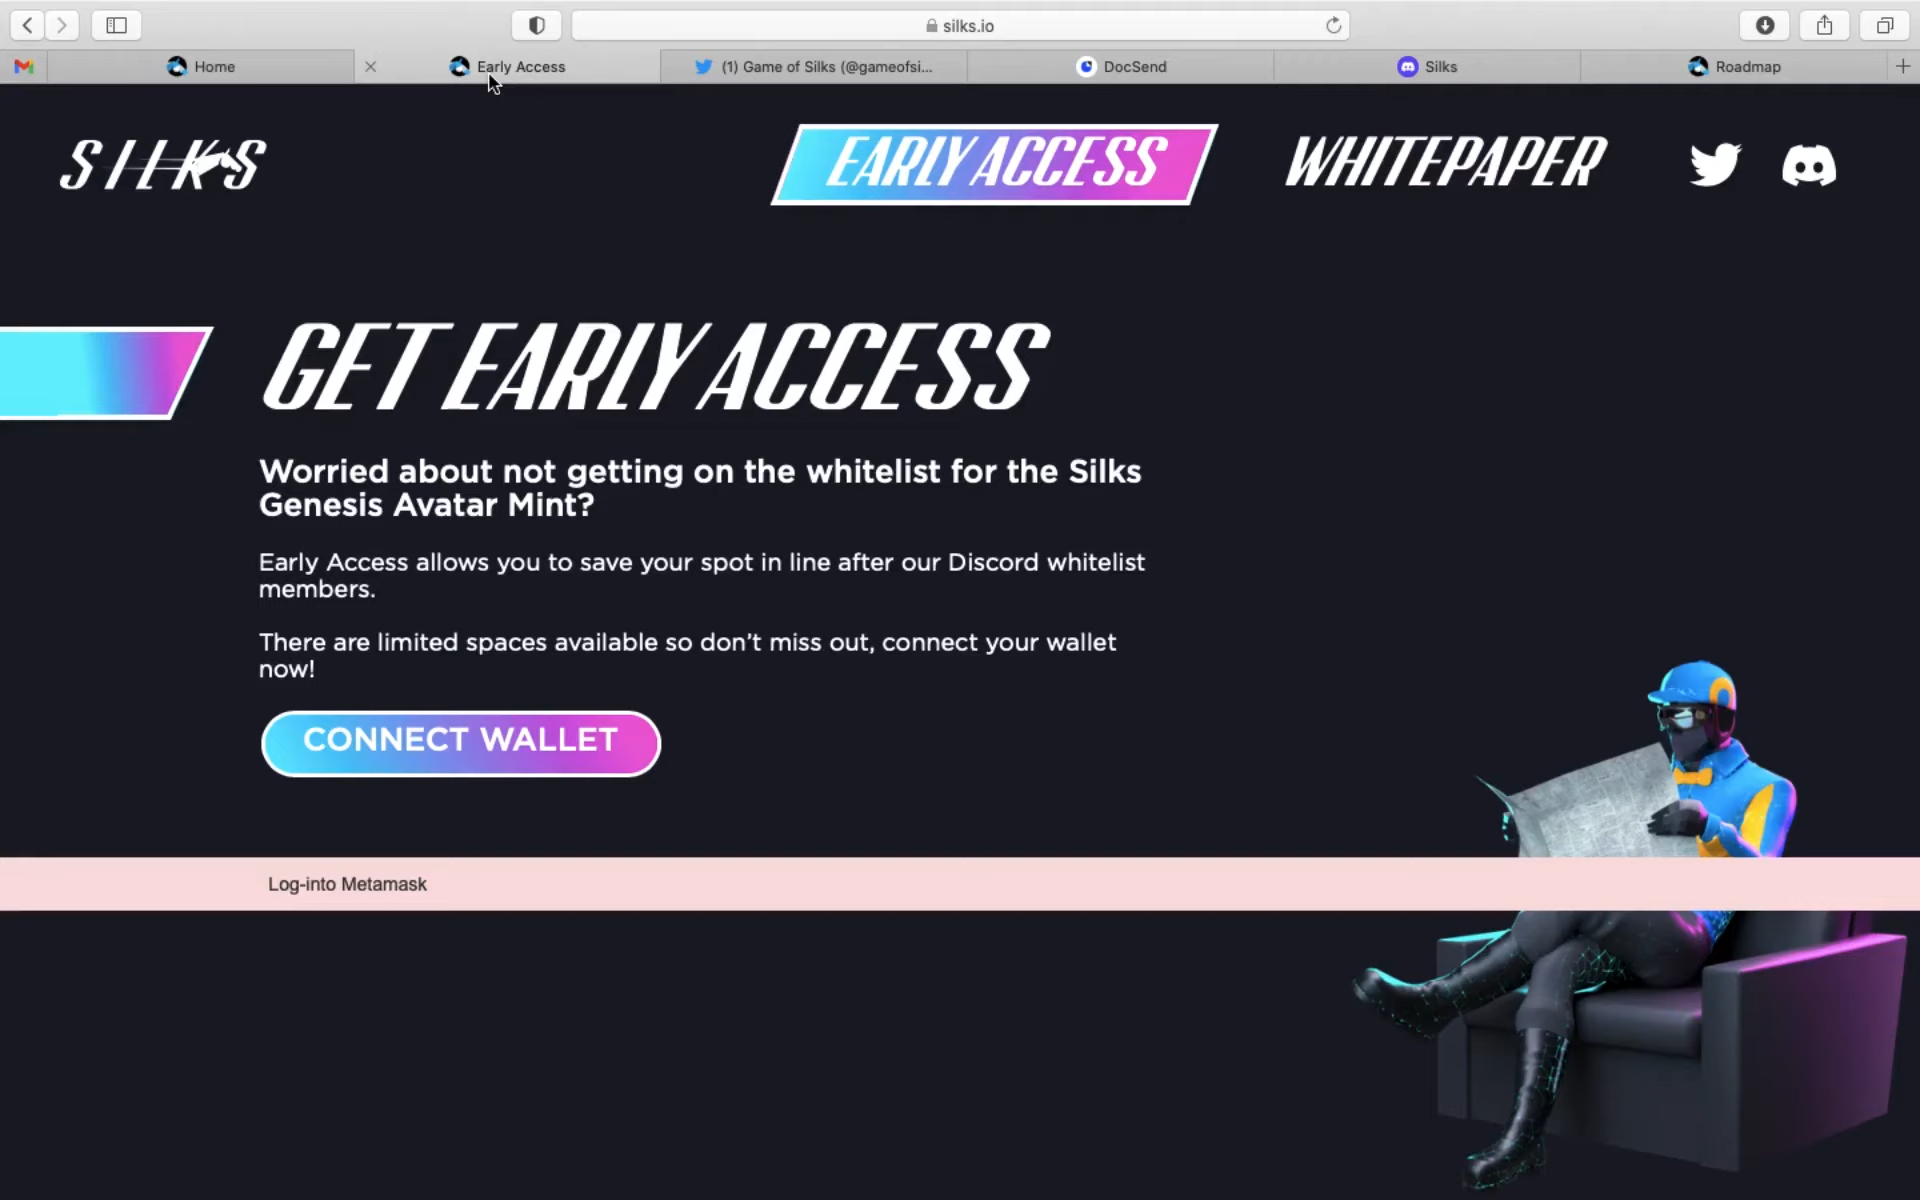 silks.io
Home
Early Access
(1) Game of Silks (@gameofsi...
DocSend
Silks
Roadmap
SILKS
EARLY ACCESS
WHITEPAPER
GET EARLY ACCESS
Worried about not getting on the whitelist for the Silks
Genesis Avatar Mint?
Early Access allows you to save your spot in line after our Discord whitelist
members.
There are limited spaces available so don't miss out, connect your wallet
now!
CONNECT WALLET
Log-into Metamask